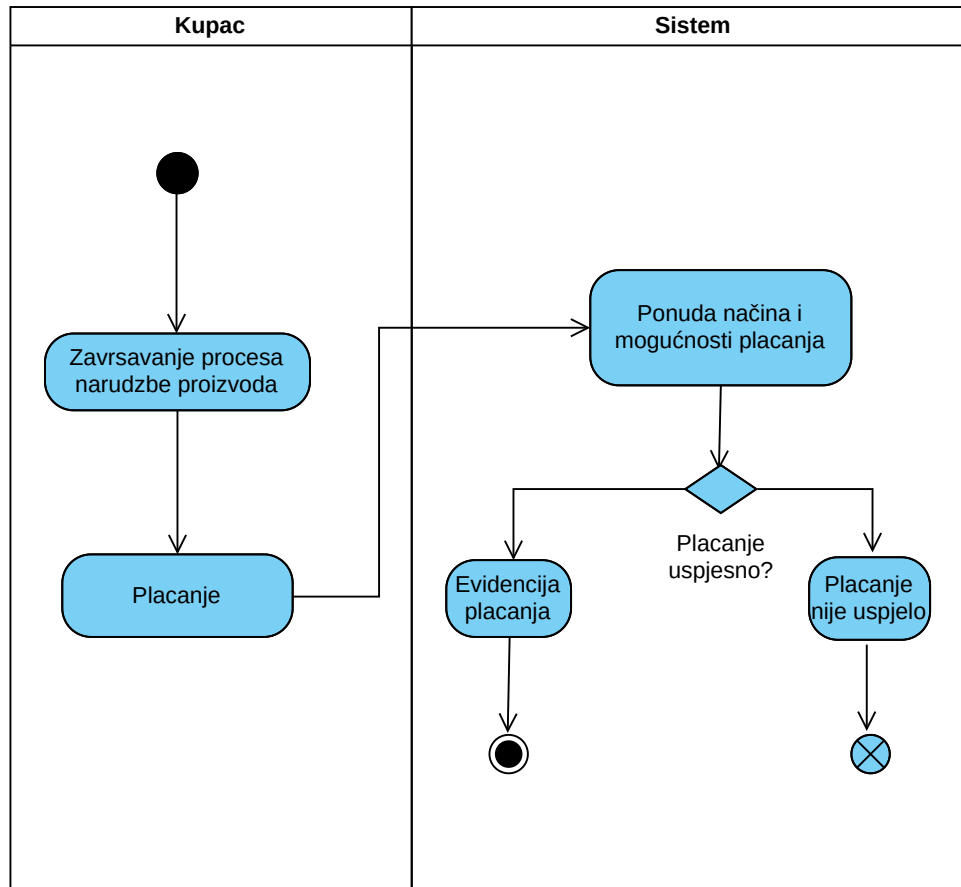 Kupac
Sistem
Zavrsavanje procesa
narudzbe proizvoda
Placanje
Ponuda načina i
mogućnosti placanja
Placanje
uspjesno?
Evidencija
placanja
Placanje
nije uspjelo